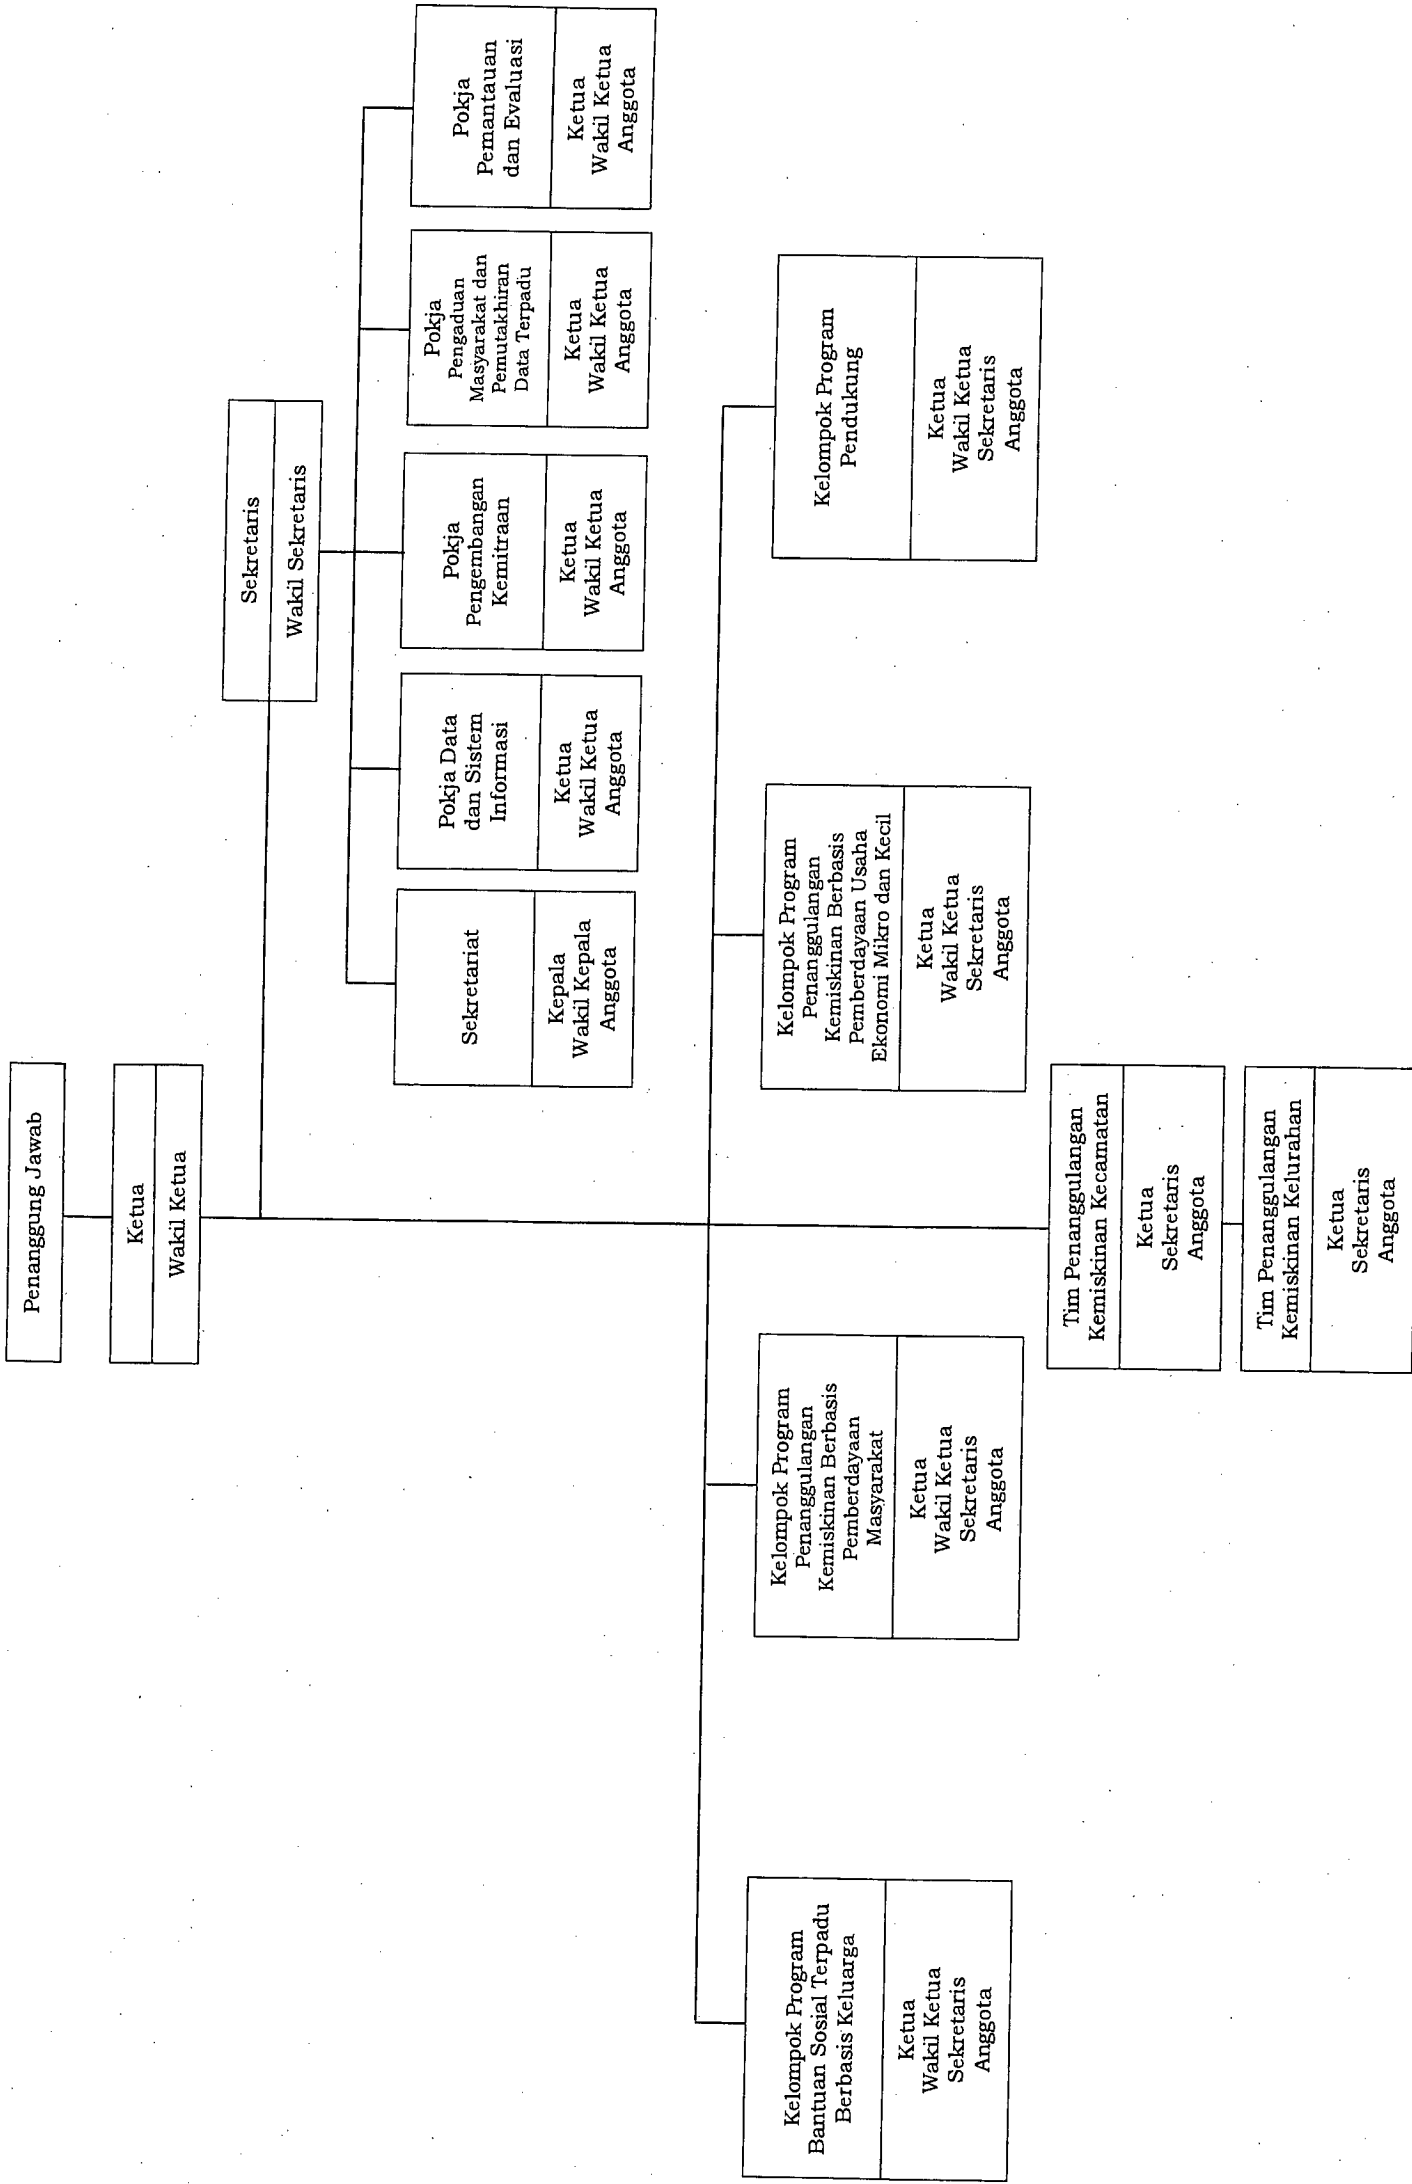 Penanggung Jawab
Ketua
Wakil Ketua
Sekretaris
Wakil Sekretaris
Sekretariat
Kepala
Wakil Kepala
Anggota
Pokja Data
dan Sistem
Informasi
Ketua
Wakil Ketua
Anggota
Pokja
Pengembangan
Kemitraan
Ketua
Wakil Ketua
Anggota
Pokja
Pengaduan
Masyarakat dan
Pemutakhiran
Data Terpadu
Ketua
Wakil Ketua
Anggota
Pokja
Pemantauan
dan Evaluasi
Ketua
Wakil Ketua
Anggota
Kelompok Program
Bantuan Sosial Terpadu
Berbasis Keluarga
Ketua
Wakil Ketua
Sekretaris
Anggota
Kelompok Program
Penanggulangan
Kemiskinan Berbasis
Pemberdayaan
Masyarakat
Ketua
Wakil Ketua
Sekretaris
Anggota
Kelompok Program
Penanggulangan
Kemiskinan Berbasis
Pemberdayaan Usaha
Ekonomi Mikro dan Kecil
Ketua
Wakil Ketua
Sekretaris
Anggota
Kelompok Program
Pendukung
Ketua
Wakil Ketua
Sekretaris
Anggota
Tim Penanggulangan
Kemiskinan Kecamatan
Ketua
Sekretaris
Anggota
Tim Penanggulangan
Kemiskinan Kelurahan
Ketua
Sekretaris
Anggota